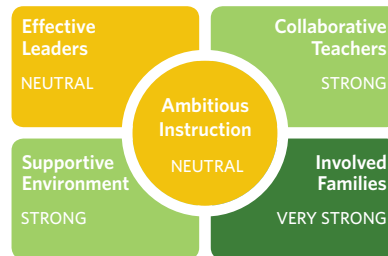 Effective
Leaders
NEUTRAL
Collaborative
Teachers
STRONG
Ambitious
Instruction
NEUTRAL
Supportive
Environment
STRONG
Involved
Families
VERY STRONG